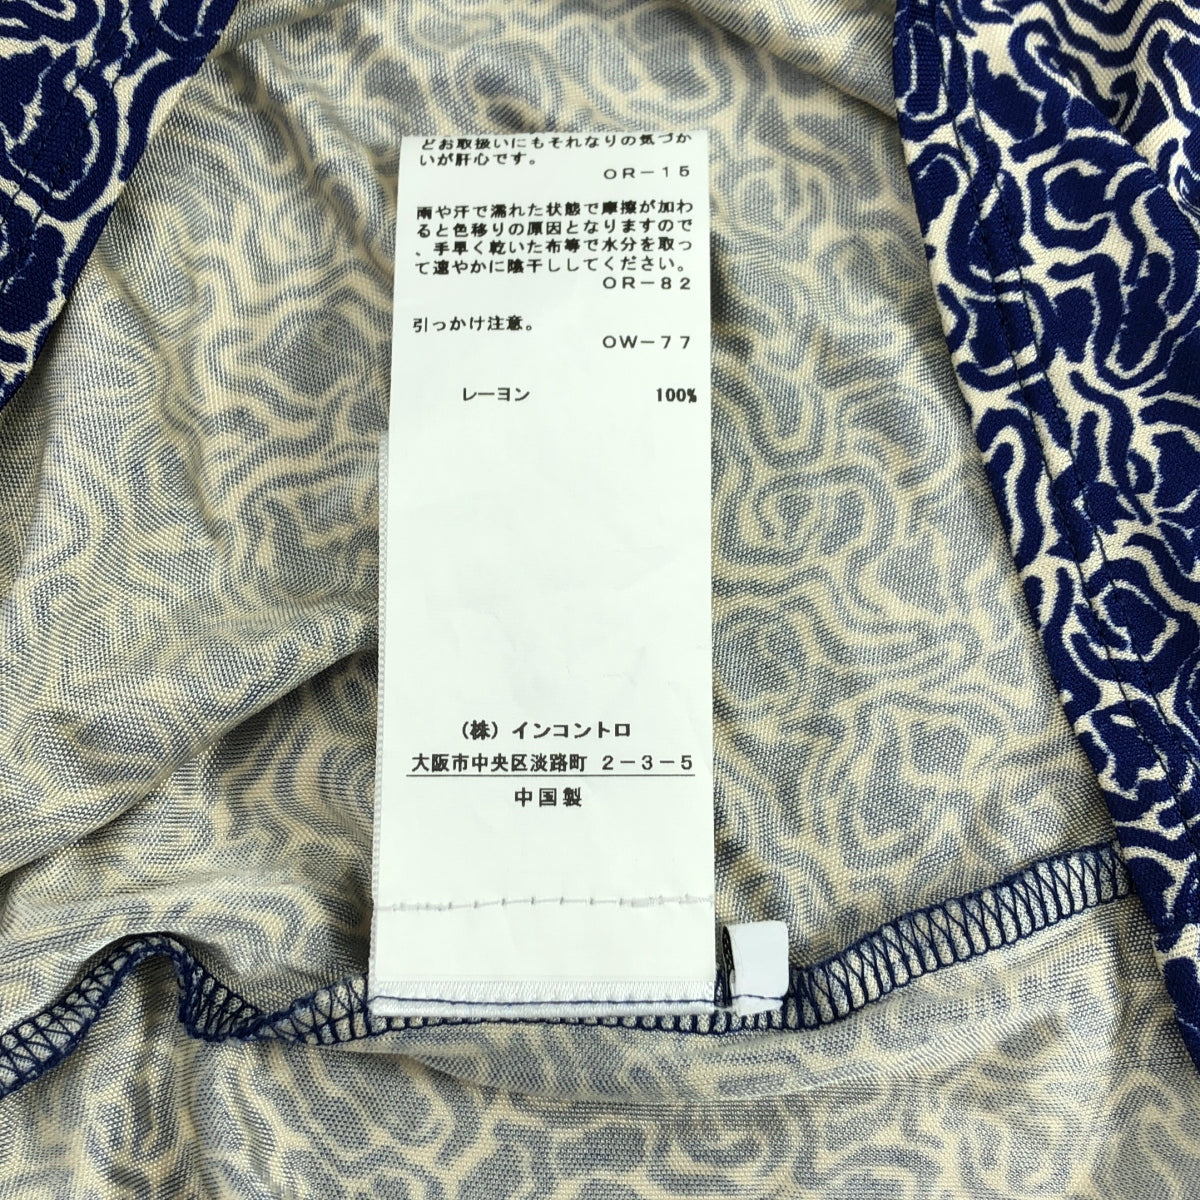 どお取扱いにもそれなりの気づか
いが肝心です。
OR－15
雨や汗で濡れた状態で摩擦が加わ
ると色移りの原因となりますので
、手早く乾いた布等で水分を取っ
て速やかに陰干ししてください。
OR－82
引っかけ注意。
OW－77
レーヨン 100%
（株）インコントロ
大阪市中央区淡路町 2－3－5
中国製